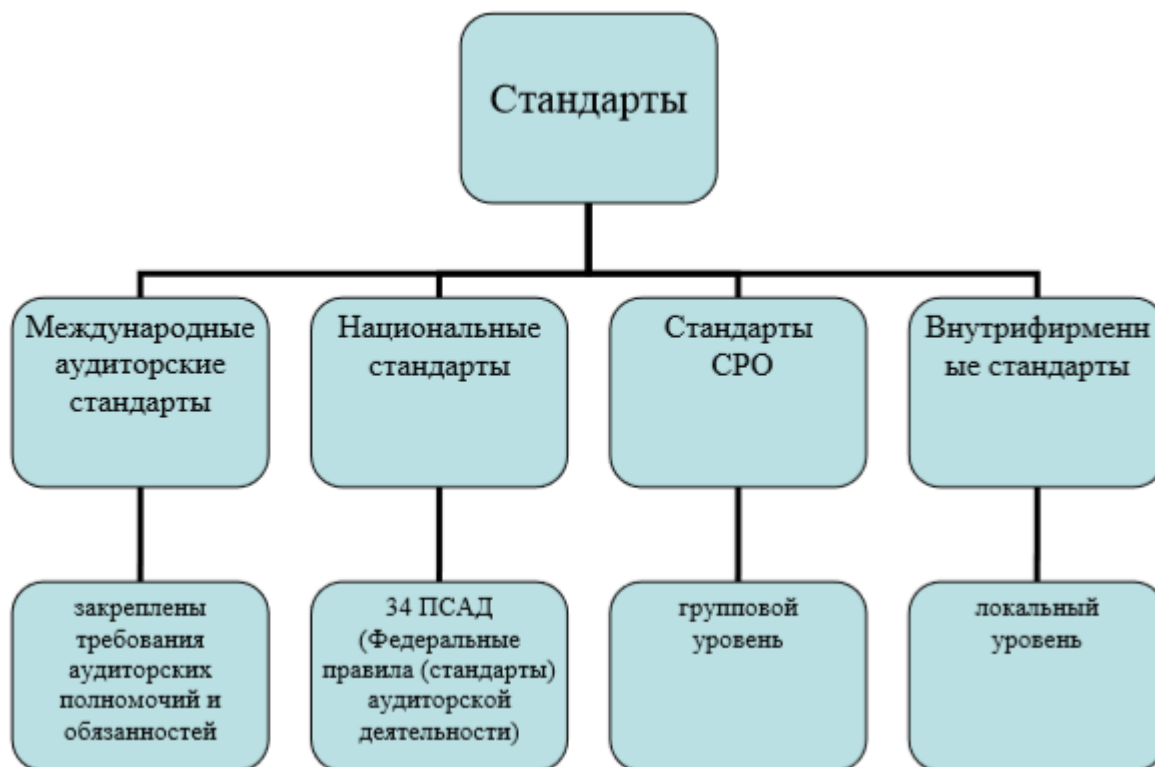 Стандарты
Международные
аудиторские
стандарты
Национальные
стандарты
Стандарты
СРО
Внутрифирменн
ые стандарты
закреплены
требования
аудиторских
полномочий и
обязанностей
34 ПСАД
(Федеральные
правила (стандарты)
аудиторской
деятельности)
групповой
уровень
локальный
уровень